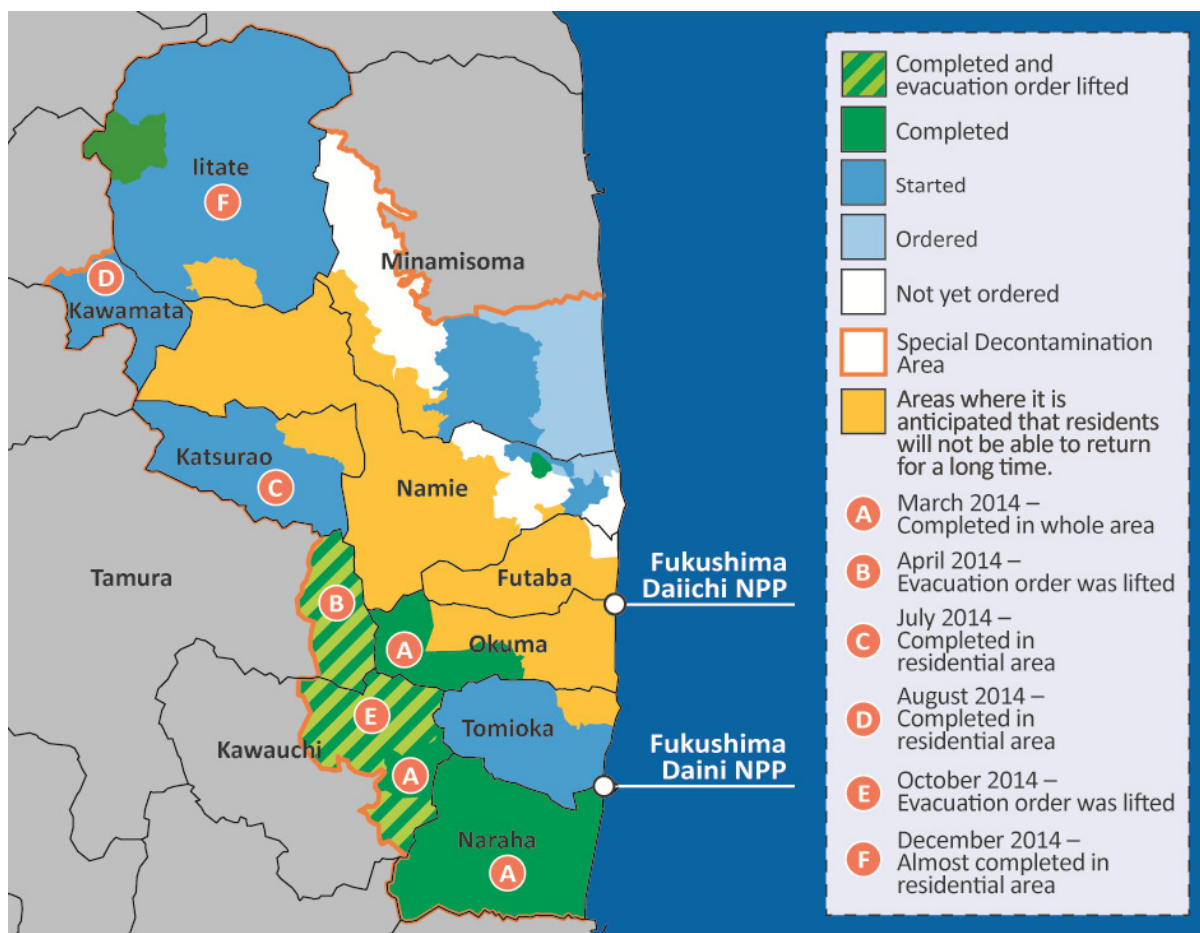 Iitate
F
Minamisoma
D
Kawamata
Katsurao
C
Namie
Tamura
B
Futaba
Fukushima
Daiichi NPP
A
Okuma
E
Tomioka
Kawauchi
A
Fukushima
Daini NPP
Naraha
A
Completed and
evacuation order lifted
Completed
Started
Ordered
Not yet ordered
Special Decontamination
Area
Areas where it is
anticipated that residents
will not be able to return
for a long time.
A
March 2014 –
Completed in whole area
B
April 2014 –
Evacuation order was lifted
C
July 2014 –
Completed in
residential area
D
August 2014 –
Completed in
residential area
E
October 2014 –
Evacuation order was lifted
F
December 2014 –
Almost completed in
residential area